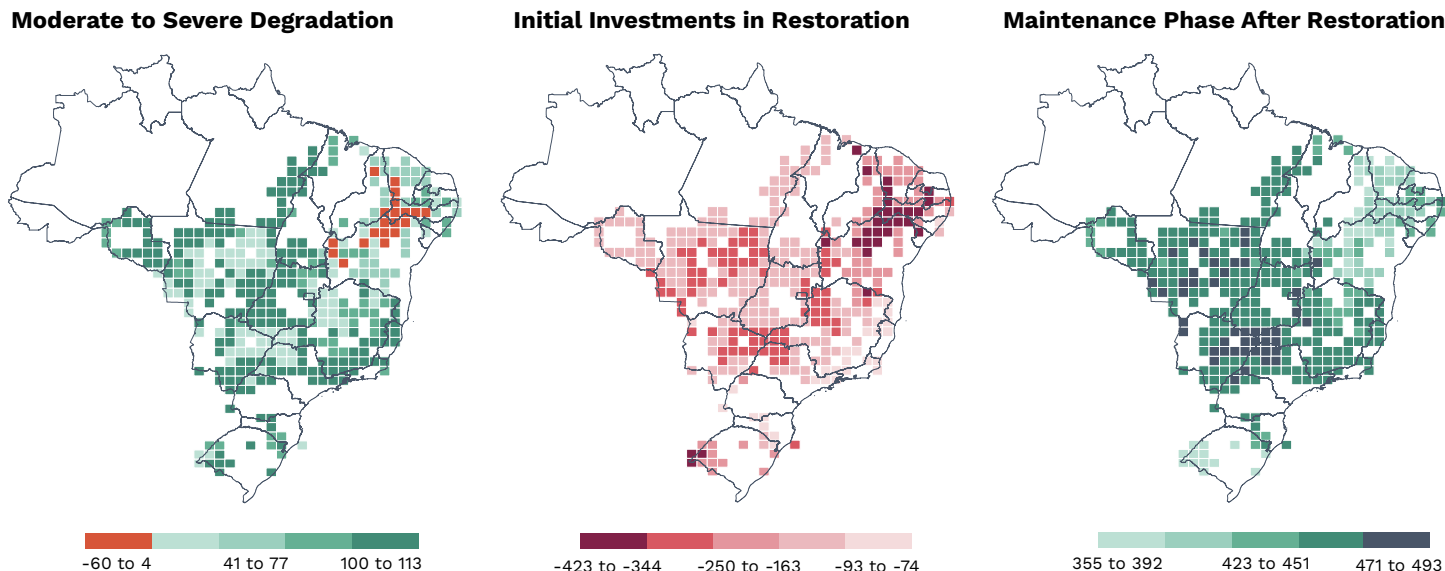 Moderate to Severe Degradation
Initial Investments in Restoration
Maintenance Phase After Restoration
-60 to 4
41 to 77
100 to 113
-423 to -344
-250 to -163
-93 to -74
355 to 392
423 to 451
471 to 493